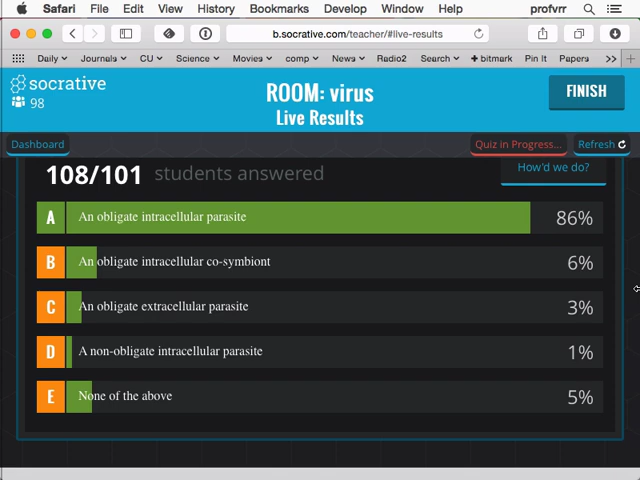 Safari File Edit View History Bookmarks Develop Window Help profvrr
b.socrative.com/teacher/#live-results
Daily Journals CU Science Movies comp News Radio2 Search bitmark Pin It Papers >> +
socrative
98
ROOM: virus
Live Results
FINISH
Dashboard Quiz in Progress... Refresh
108/101 students answered How'd we do?
A An obligate intracellular parasite 86%
B An obligate intracellular co-symbiont 6%
C An obligate extracellular parasite 3%
D A non-obligate intracellular parasite 1%
E None of the above 5%